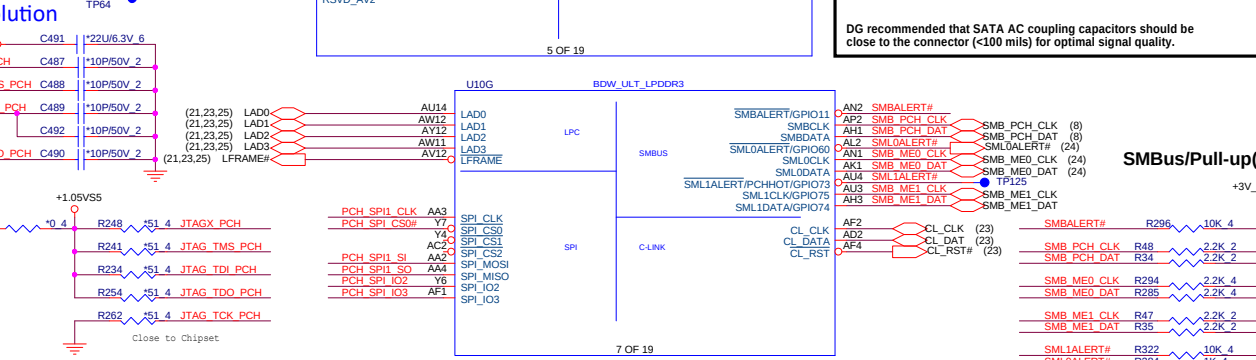 lution
TP64
RSVD_AV2
5 OF 19
DG recommended that SATA AC coupling capacitors should be
close to the connector (<100 mils) for optimal signal quality.
C491 *22U/6.3V_6
CH C487 *10P/50V_2
S_PCH C488 *10P/50V_2
PCH C489 *10P/50V_2
C492 *10P/50V_2
O_PCH C490 *10P/50V_2
+1.05VS5
*0_4
R248 *51_4 JTAGX_PCH
R241 *51_4 JTAG_TMS_PCH
R234 *51_4 JTAG_TDI_PCH
R254 *51_4 JTAG_TDO_PCH
R262 *51_4 JTAG_TCK_PCH
Close to Chipset
U10G
BDW_ULT_LPDDR3
(21,23,25) LAD0 AU14 LAD0
(21,23,25) LAD1 AW12 LAD1
(21,23,25) LAD2 AY12 LAD2
(21,23,25) LAD3 AW11 LAD3
(21,23,25) LFRAME# AV12 LFRAME
LPC
PCH_SPI1_CLK AA3 SPI_CLK
PCH_SPI1_CS0# Y7 SPI_CS0
Y4 SPI_CS1
AC2 SPI_CS2
PCH_SPI1_SI AA2 SPI_MOSI
PCH_SPI1_SO AA4 SPI_MISO
PCH_SPI_IO2 Y6 SPI_IO2
PCH_SPI_IO3 AF1 SPI_IO3
SPI
SMBUS
C-LINK
SMBALERT/GPIO11 AN2 SMBALERT#
SMBCLK AP2 SMB_PCH_CLK SMB_PCH_CLK (8)
SMBDATA AH1 SMB_PCH_DAT SMB_PCH_DAT (8)
SML0ALERT/GPIO60 AL2 SML0ALERT# SML0ALERT# (24)
SML0CLK AN1 SMB_ME0_CLK SMB_ME0_CLK (24)
SML0DATA AK1 SMB_ME0_DAT SMB_ME0_DAT (24)
SML1ALERT/PCHHOT/GPIO73 AU4 SML1ALERT# TP125
SML1CLK/GPIO75 AU3 SMB_ME1_CLK SMB_ME1_CLK
SML1DATA/GPIO74 AH3 SMB_ME1_DAT SMB_ME1_DAT
CL_CLK AF2 CL_CLK (23)
CL_DATA AD2 CL_DAT (23)
CL_RST AF4 CL_RST# (23)
7 OF 19
SMBus/Pull-up(
+3V_
SMBALERT# R296 10K_4
SMB_PCH_CLK R48 2.2K_2
SMB_PCH_DAT R34 2.2K_2
SMB_ME0_CLK R294 2.2K_4
SMB_ME0_DAT R285 2.2K_4
SMB_ME1_CLK R47 2.2K_2
SMB_ME1_DAT R35 2.2K_2
SML1ALERT# R322 10K_4